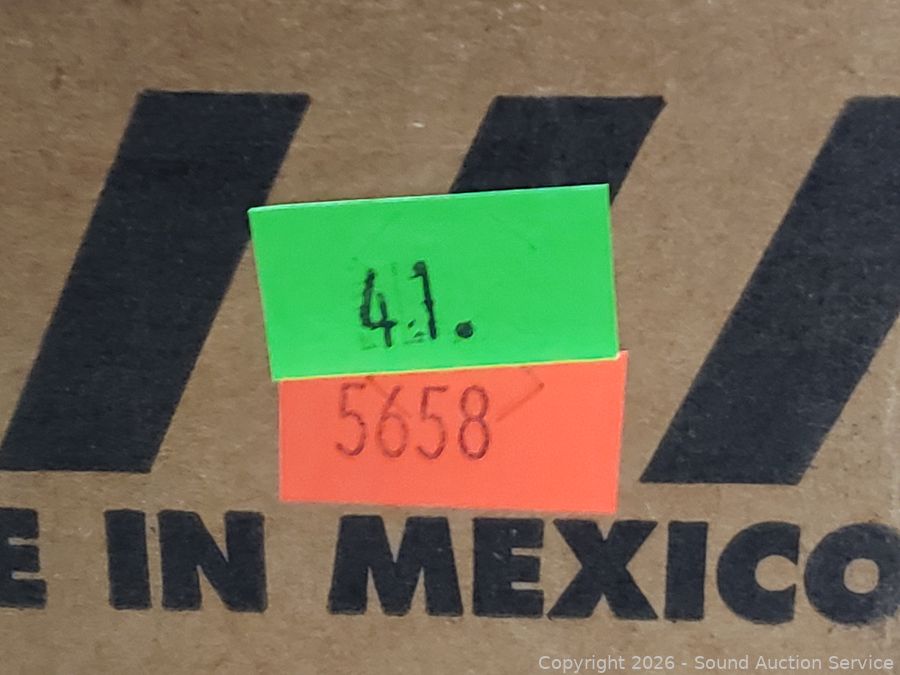 41.
5658
E IN MEXICO
Copyright 2026 - Sound Auction Service